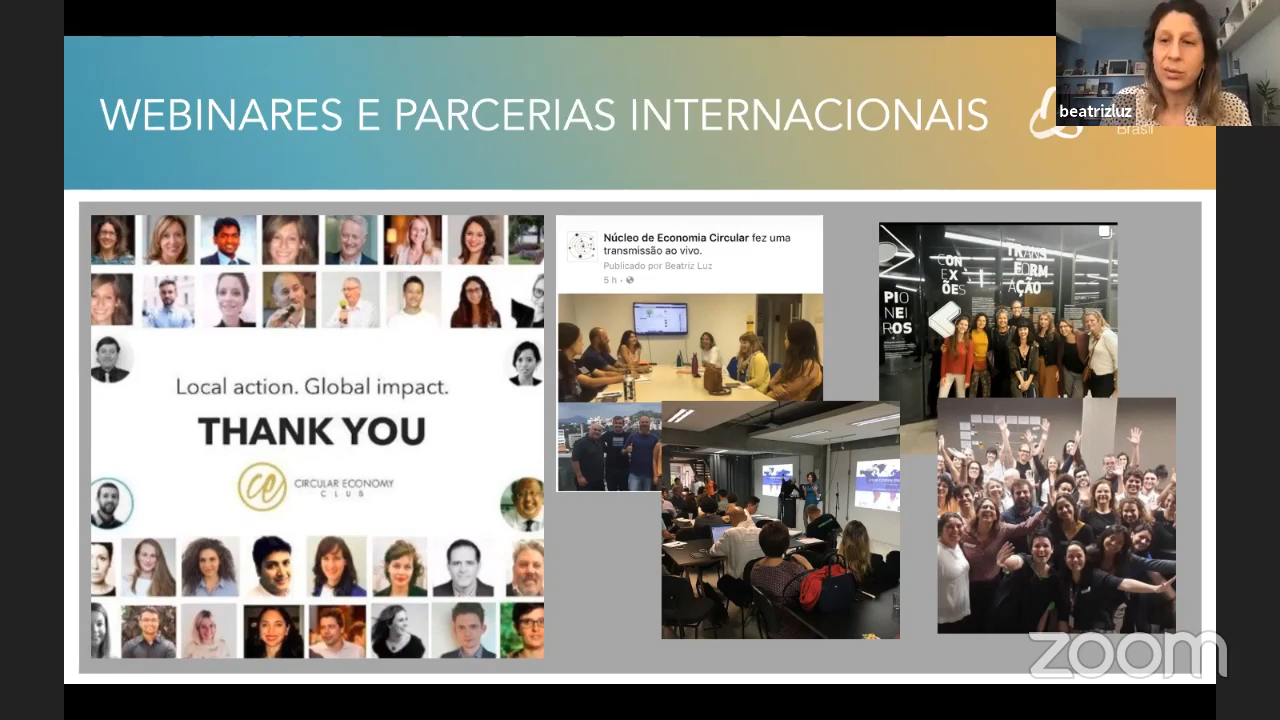 WEBINARES E PARCERIAS INTERNACIONAIS
Brasil
beatrizluz
Local action. Global impact.
THANK YOU
ce
CIRCULAR ECONOMY
CLUB
Núcleo de Economia Circular fez uma
transmissão ao vivo.
Publicado por Beatriz Luz
5 h
CON
EX
ÕES
TRANS
FORM
AÇÃO
PIO
NEI
ROS
zoom